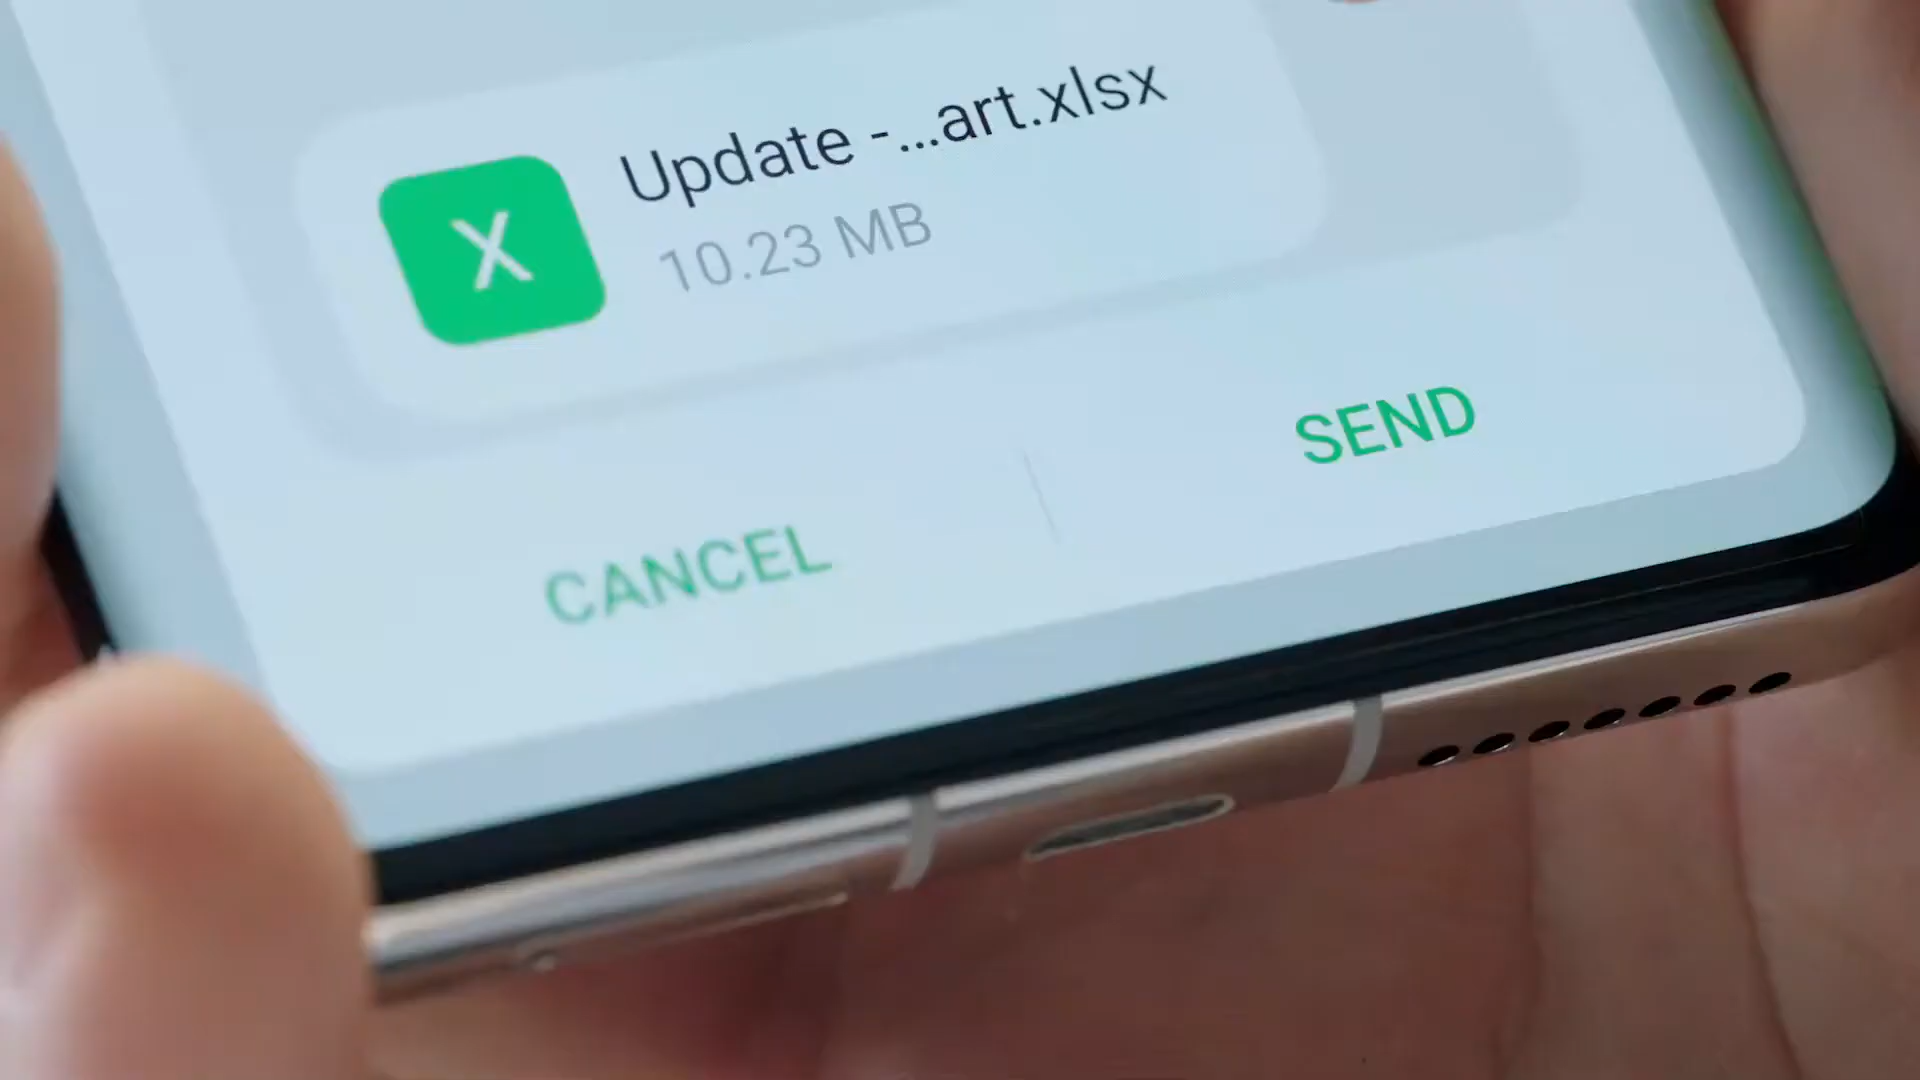 X
Update -...art.xlsx
10.23 MB
CANCEL
SEND